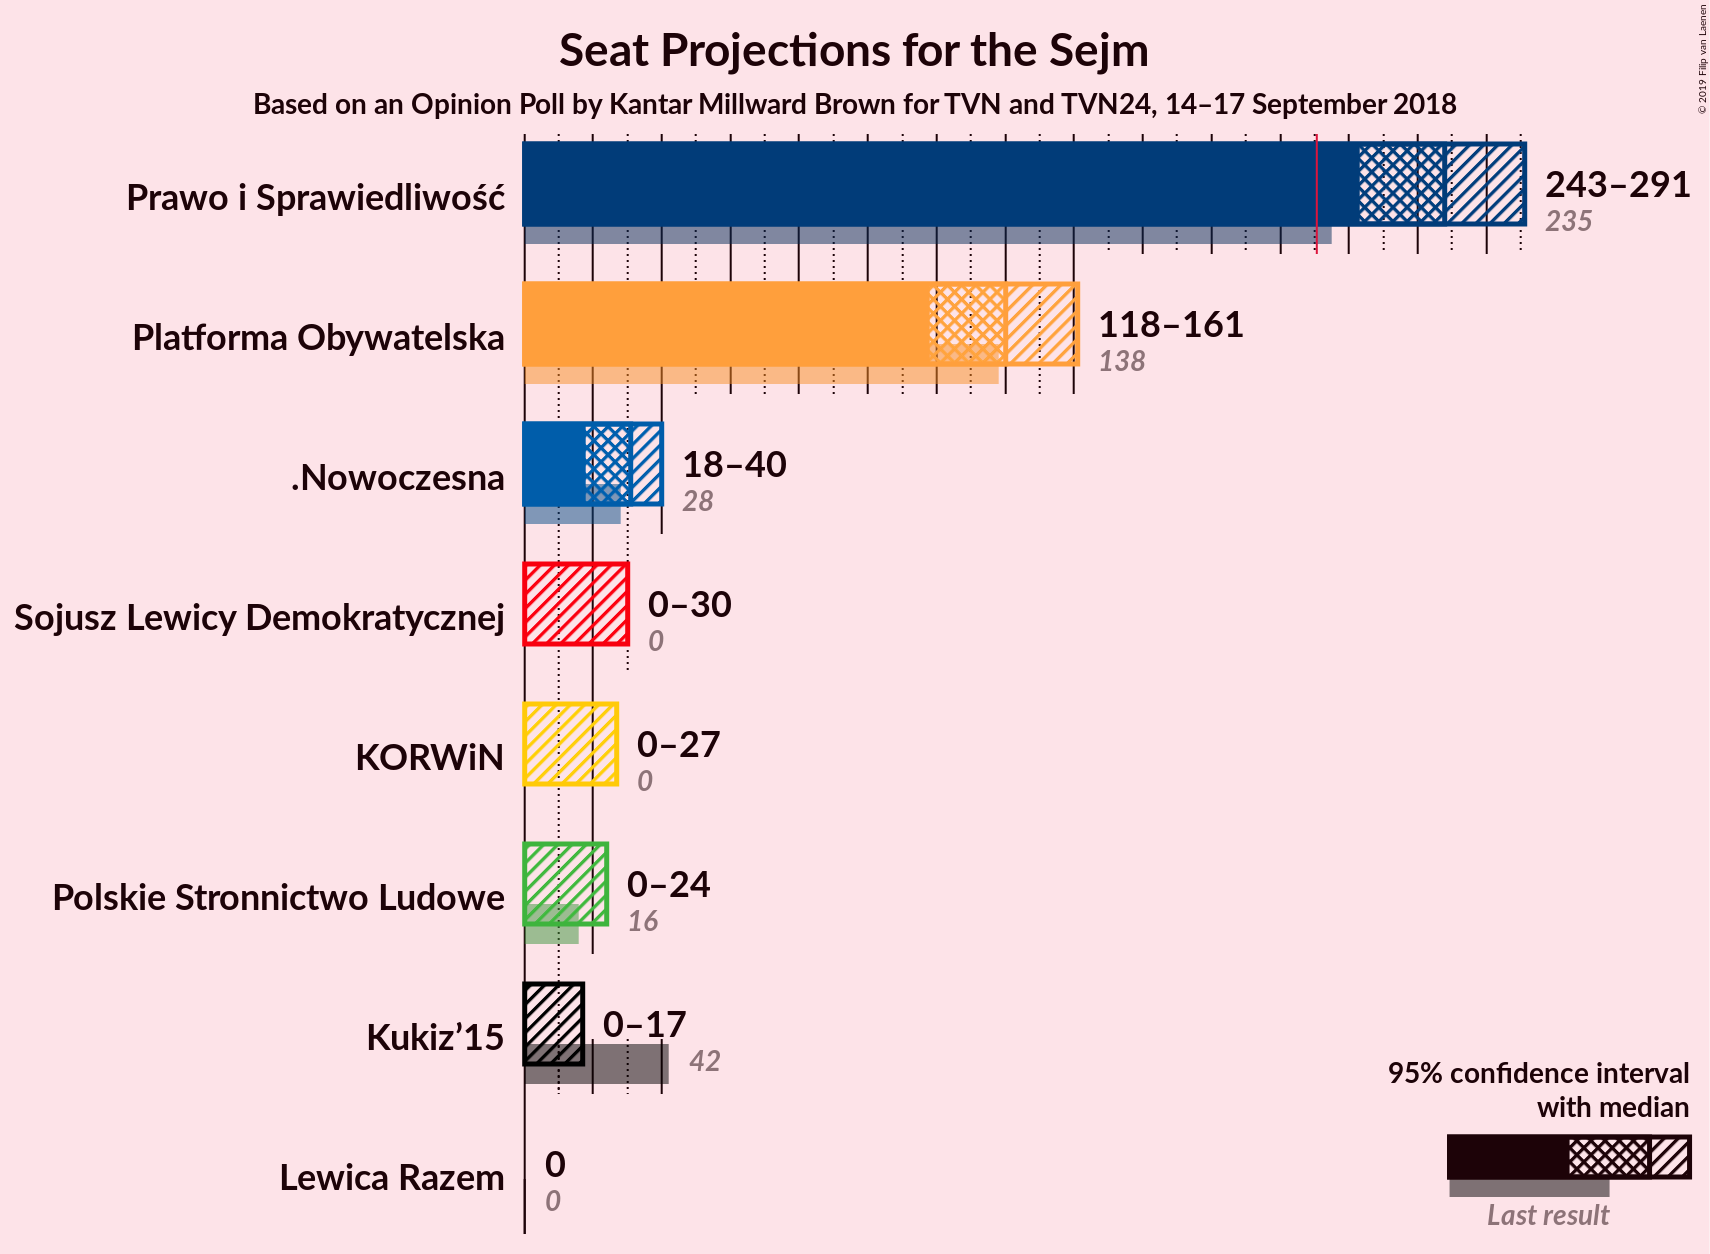 Seat Projections for the Sejm
Based on an Opinion Poll by Kantar Millward Brown for TVN and TVN24, 14–17 September 2018
© 2019 Filip van Laenen
Prawo i Sprawiedliwość
243–291
235
Platforma Obywatelska
118–161
138
.Nowoczesna
18–40
28
Sojusz Lewicy Demokratycznej
0–30
0
KORWiN
0–27
0
Polskie Stronnictwo Ludowe
0–24
16
Kukiz’15
0–17
42
Lewica Razem
0
0
95% confidence interval
with median
Last result